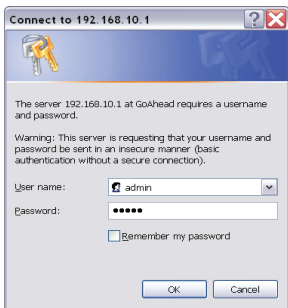 Connect to 192.168.10.1
The server 192.168.10.1 at GoAhead requires a username
and password.
Warning: This server is requesting that your username and
password be sent in an insecure manner (basic
authentication without a secure connection).
User name:
admin
Password:
•••••
Remember my password
OK
Cancel